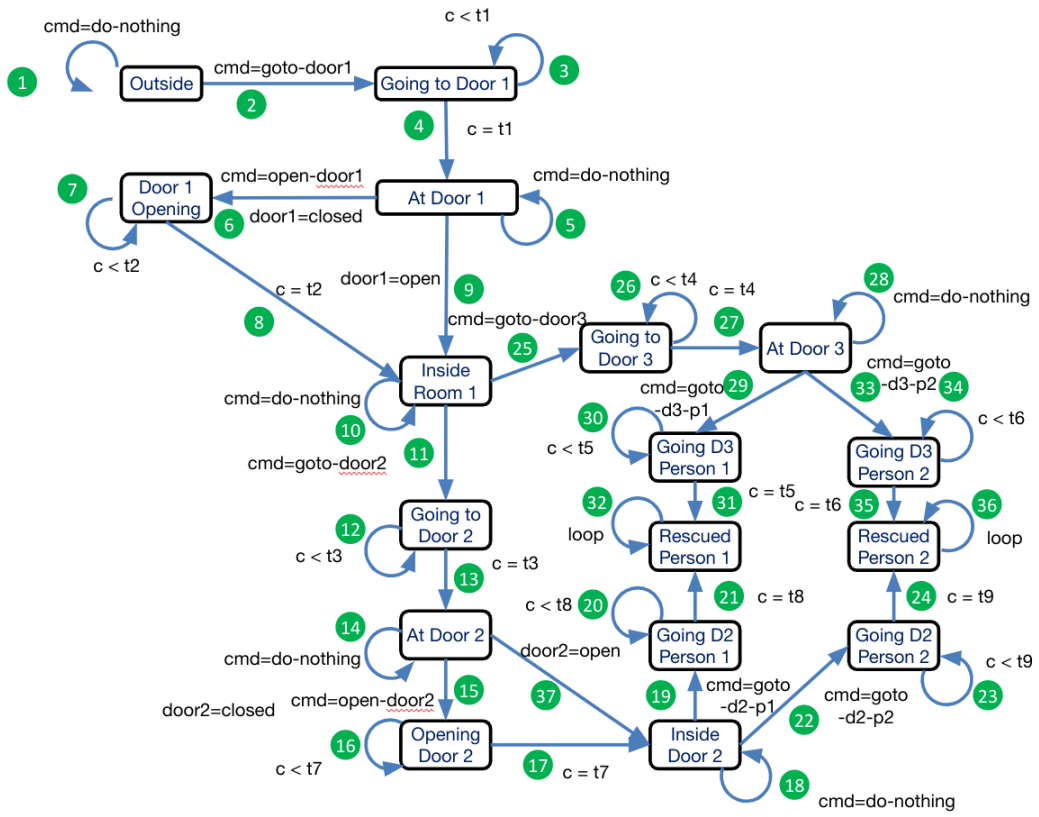 c < t1
cmd=do-nothing
1
Outside
cmd=goto-door1
2
Going to Door 1
3
4
c = t1
7
Door 1
Opening
cmd=open-door1
6
door1=closed
At Door 1
cmd=do-nothing
5
c < t2
c = t2
8
door1=open
9
cmd=goto-door3
25
26
c < t4
Going to
Door 3
c = t4
27
28
cmd=do-nothing
At Door 3
Inside
Room 1
cmd=do-nothing
10
11
cmd=goto-door2
cmd=goto
-d3-p1
29
cmd=goto
-d3-p2
33
34
30
c < t5
Going D3
Person 1
Going D3
Person 2
c < t6
c = t5
31
c = t6
35
32
loop
Rescued
Person 1
Rescued
Person 2
36
loop
12
c < t3
Going to
Door 2
13
c = t3
c < t8
20
21
c = t8
24
c = t9
14
cmd=do-nothing
At Door 2
door2=open
37
Going D2
Person 1
Going D2
Person 2
c < t9
23
15
cmd=open-door2
door2=closed
19
cmd=goto
-d2-p1
cmd=goto
-d2-p2
22
16
c < t7
Opening
Door 2
17
c = t7
Inside
Door 2
18
cmd=do-nothing